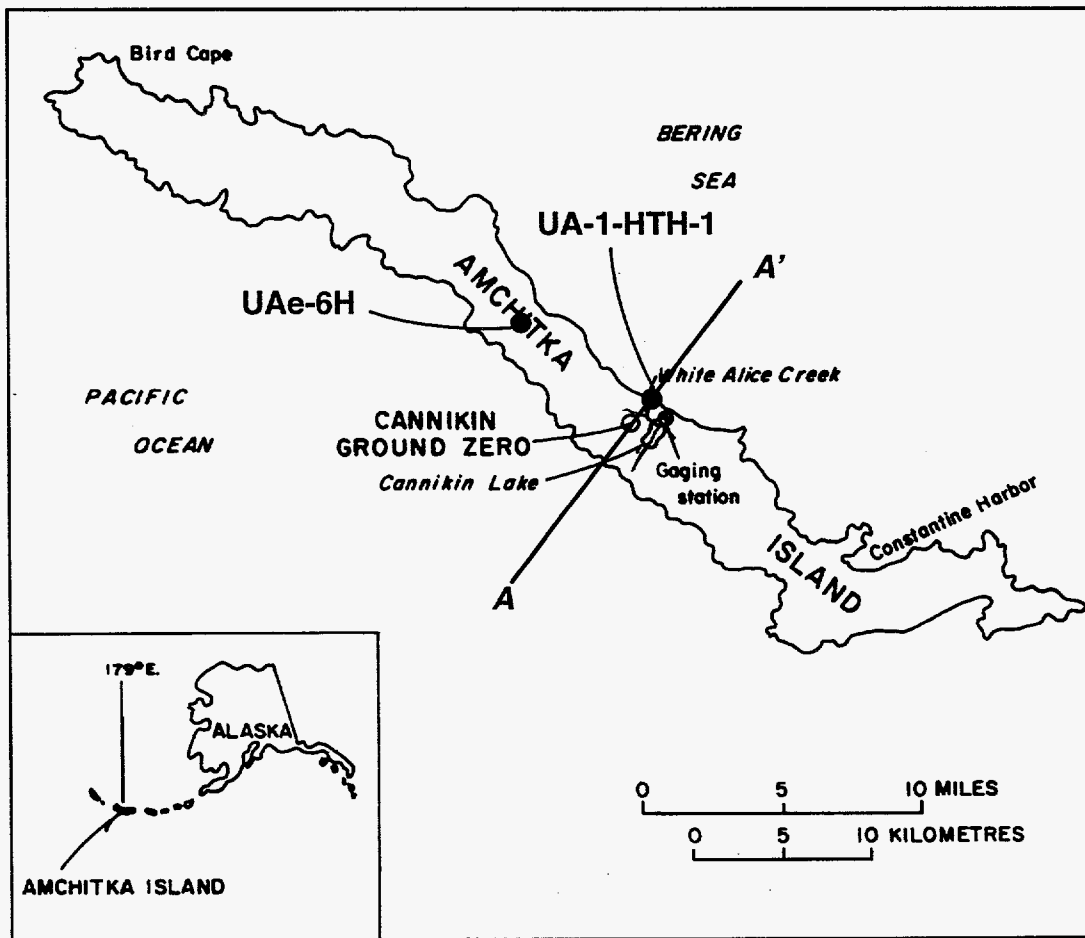 Bird Cape
BERING
SEA
UA-1-HTH-1
A'
AMCHITKA
UAe-6H
White Alice Creek
PACIFIC
OCEAN
CANNIKIN
GROUND ZERO
Cannikin Lake
Gaging
station
Constantine Harbor
ISLAND
A
179° E.
ALASKA
AMCHITKA ISLAND
0 5 10 MILES
0 5 10 KILOMETRES